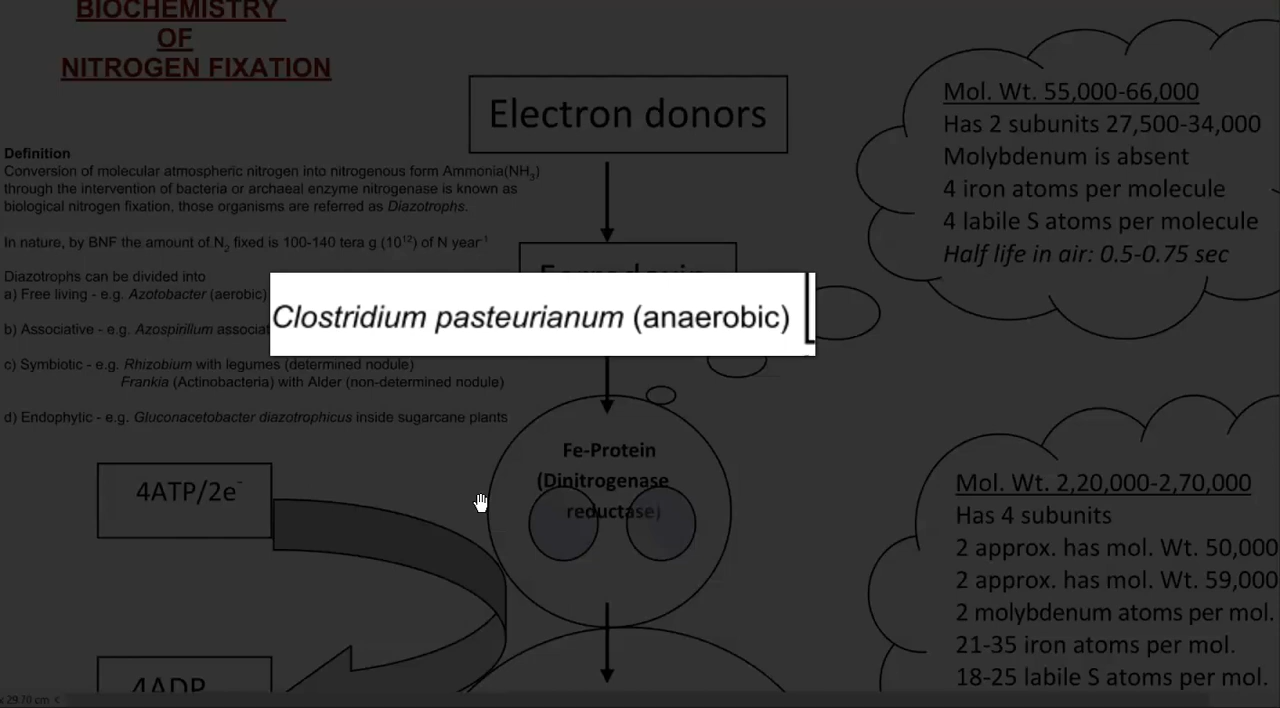 BIOCHEMISTRY
OF
NITROGEN FIXATION
Definition
Conversion of molecular atmospheric nitrogen into nitrogenous form Ammonia(NH3)
through the intervention of bacteria or archaeal enzyme nitrogenase is known as
biological nitrogen fixation, those organisms are referred as Diazotrophs.
In nature, by BNF the amount of N2 fixed is 100-140 tera g (10¹²) of N year⁻¹
Diazotrophs can be divided into
a) Free living - e.g. Azotobacter (aerobic)
Clostridium pasteurianum (anaerobic)
b) Associative - e.g. Azospirilium
c) Symbiotic - e.g. Rhizobium with legumes (determined nodule)
Frankia (Actinobacteria) with Alder (non-determined nodule)
d) Endophytic - e.g. Gluconacetobacter diazotrophicus inside sugarcane plants
Electron donors
Fe-Protein
(Dinitrogenase
reductase)
4ATP/2e⁻
4ADP
Mol. Wt. 55,000-66,000
Has 2 subunits 27,500-34,000
Molybdenum is absent
4 iron atoms per molecule
4 labile S atoms per molecule
Half life in air: 0.5-0.75 sec
Mol. Wt. 2,20,000-2,70,000
Has 4 subunits
2 approx. has mol. Wt. 50,000
2 approx. has mol. Wt. 59,000
2 molybdenum atoms per mol.
21-35 iron atoms per mol.
18-25 labile S atoms per mol.
x 29.70 cm